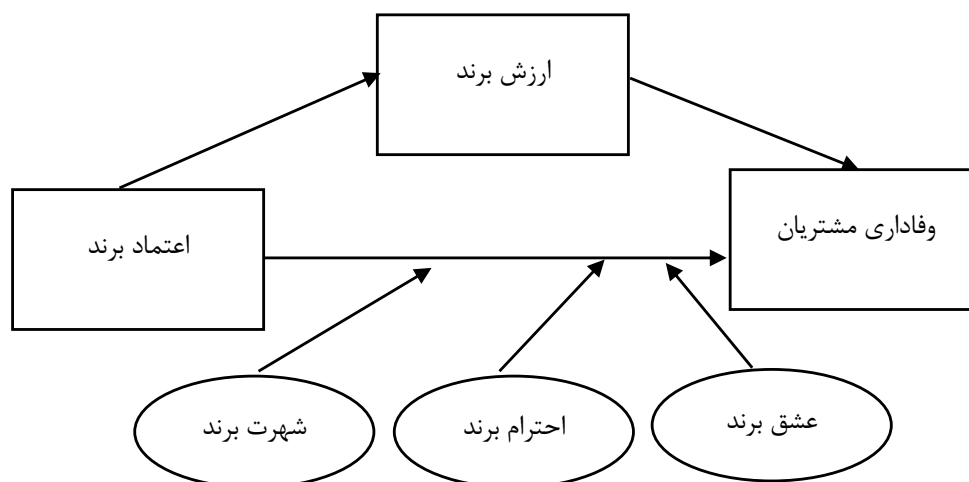 ارزش برند
وفاداری مشتریان
اعتماد برند
عشق برند
احترام برند
شهرت برند